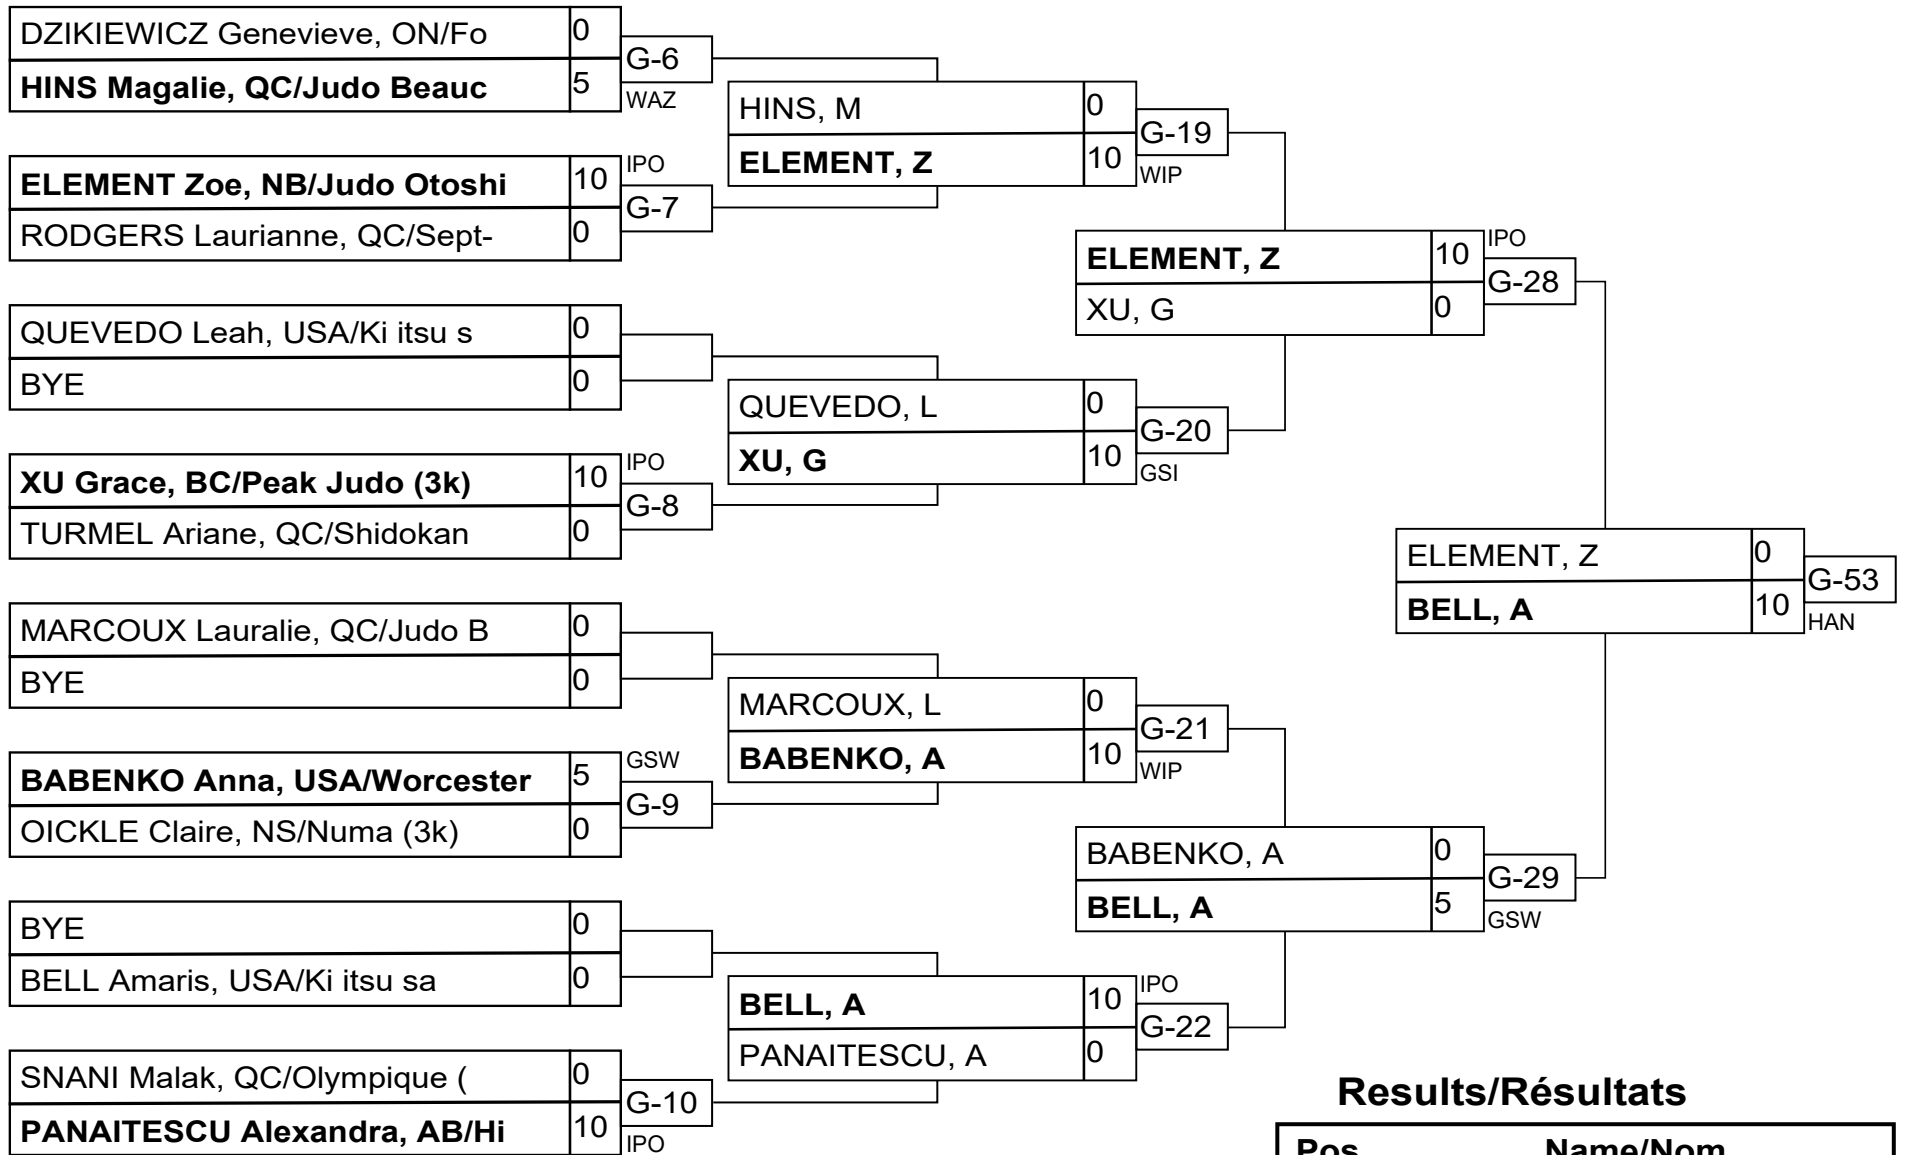 DZIKIEWICZ Genevieve, ON/Fo 0
G-6
HINS Magalie, QC/Judo Beauc 5
WAZ
HINS, M 0
G-19
ELEMENT, Z 10
WIP
ELEMENT Zoe, NB/Judo Otoshi 10
IPO
G-7
RODGERS Laurianne, QC/Sept- 0
ELEMENT, Z 10
IPO
G-28
XU, G 0
QUEVEDO Leah, USA/Ki itsu s 0
BYE 0
QUEVEDO, L 0
G-20
XU, G 10
GSI
XU Grace, BC/Peak Judo (3k) 10
IPO
G-8
TURMEL Ariane, QC/Shidokan 0
ELEMENT, Z 0
G-53
BELL, A 10
HAN
MARCOUX Lauralie, QC/Judo B 0
BYE 0
MARCOUX, L 0
G-21
BABENKO, A 10
WIP
BABENKO Anna, USA/Worcester 5
GSW
G-9
OICKLE Claire, NS/Numa (3k) 0
BABENKO, A 0
G-29
BELL, A 5
GSW
BYE 0
BELL Amaris, USA/Ki itsu sa 0
BELL, A 10
IPO
G-22
PANAITESCU, A 0
SNANI Malak, QC/Olympique ( 0
G-10
PANAITESCU Alexandra, AB/Hi 10
IPO
Results/Résultats
Pos Name/Nom